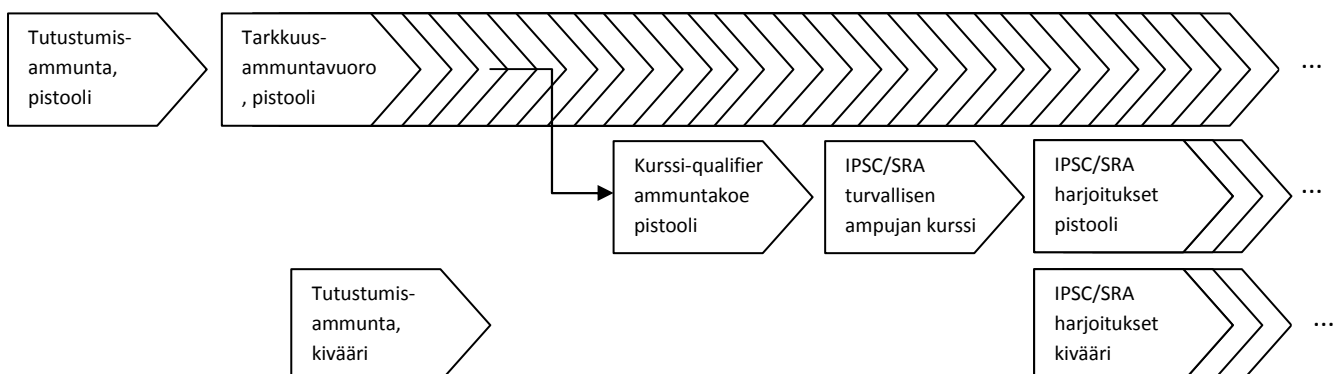 Tutustumis-
ammunta,
pistooli
Tarkkuus-
ammuntavuoro
, pistooli
...
Kurssi-qualifier
ammuntakoe
pistooli
IPSC/SRA
turvallisen
ampujan kurssi
IPSC/SRA
harjoitukset
pistooli
...
Tutustumis-
ammunta,
kivääri
IPSC/SRA
harjoitukset
kivääri
...